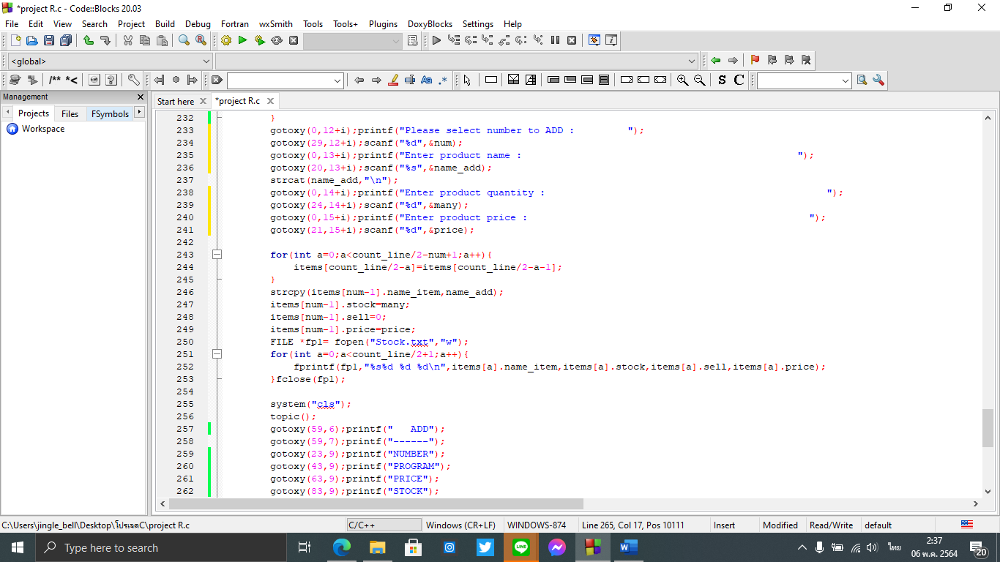 *project R.c - Code::Blocks 20.03
File Edit View Search Project Build Debug Fortran wxSmith Tools Tools+ Plugins DoxyBlocks Settings Help
<global>
/** *<
Aa .*
S C
Management
Start here *project R.c
Projects Files FSymbols
Workspace
232 }
233 gotoxy(0,12+i);printf("Please select number to ADD :         ");
234 gotoxy(29,12+i);scanf("%d",&num);
235 gotoxy(0,13+i);printf("Enter product name :                                               ");
236 gotoxy(20,13+i);scanf("%s",&name_add);
237 strcat(name_add,"\n");
238 gotoxy(0,14+i);printf("Enter product quantity :                                                ");
239 gotoxy(24,14+i);scanf("%d",&many);
240 gotoxy(0,15+i);printf("Enter product price :                                                ");
241 gotoxy(21,15+i);scanf("%d",&price);
242
243 for(int a=0;a<count_line/2-num+1;a++){
244 items[count_line/2-a]=items[count_line/2-a-1];
245 }
246 strcpy(items[num-1].name_item,name_add);
247 items[num-1].stock=many;
248 items[num-1].sell=0;
249 items[num-1].price=price;
250 FILE *fp1= fopen("Stock.txt","w");
251 for(int a=0;a<count_line/2+1;a++){
252 fprintf(fp1,"%s%d %d %d\n",items[a].name_item,items[a].stock,items[a].sell,items[a].price);
253 }fclose(fp1);
254
255 system("cls");
256 topic();
257 gotoxy(59,6);printf("   ADD");
258 gotoxy(59,7);printf("------");
259 gotoxy(23,9);printf("NUMBER");
260 gotoxy(43,9);printf("PROGRAM");
261 gotoxy(63,9);printf("PRICE");
262 gotoxy(83,9);printf("STOCK");
C:\Users\jingle_bell\Desktop\โปรเจคC\project R.c C/C++ Windows (CR+LF) WINDOWS-874 Line 265, Col 17, Pos 10111 Insert Modified Read/Write default
Type here to search
LINE
ไทย
2:37
06 พ.ค. 2564
20